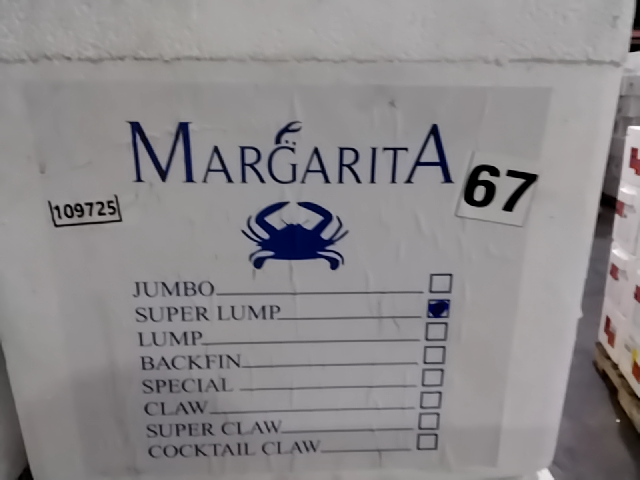 MARGARITA
67
109725
JUMBO
SUPER LUMP
LUMP
BACKFIN
SPECIAL
CLAW
SUPER CLAW
COCKTAIL CLAW